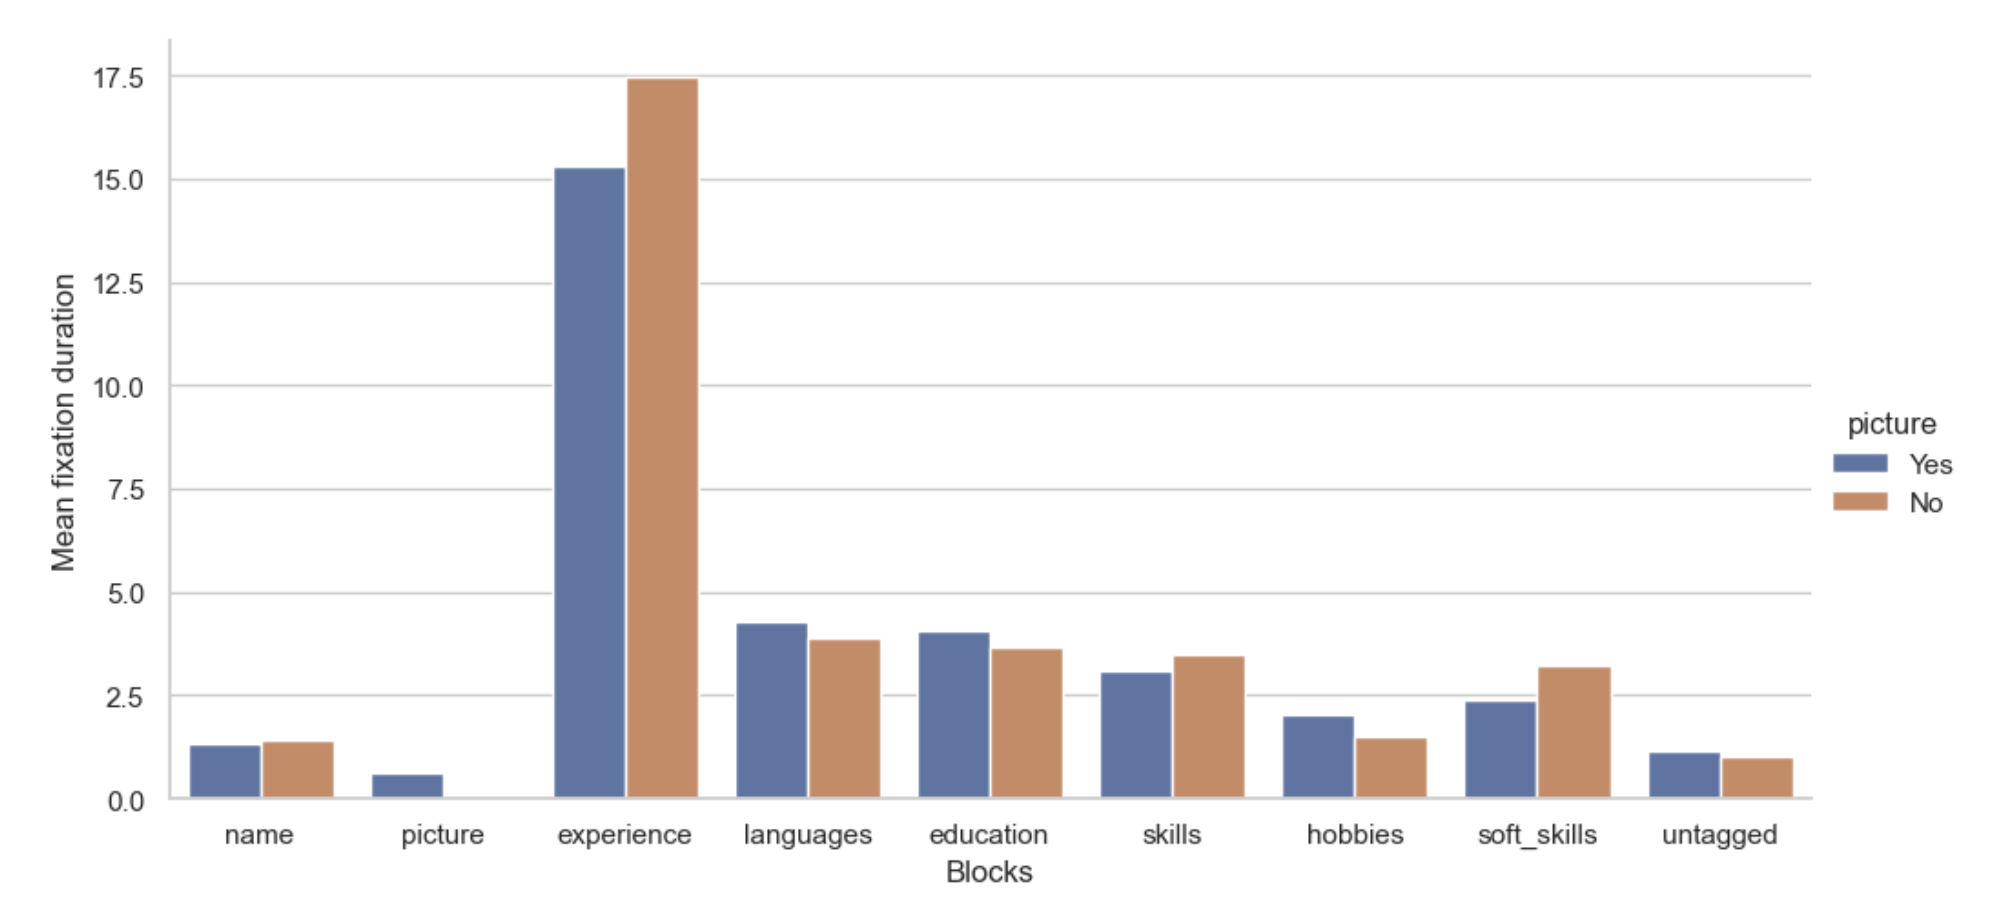 Mean fixation duration
17.5
15.0
12.5
10.0
7.5
5.0
2.5
0.0
name picture experience languages education skills hobbies soft_skills untagged
Blocks
picture
Yes
No